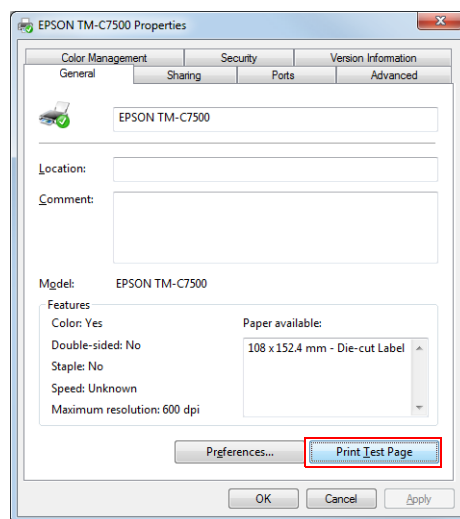 EPSON TM-C7500 Properties
Color Management Security Version Information
General Sharing Ports Advanced
EPSON TM-C7500
Location:
Comment:
Model: EPSON TM-C7500
Features
Color: Yes Paper available:
Double-sided: No 108 x 152.4 mm - Die-cut Label
Staple: No
Speed: Unknown
Maximum resolution: 600 dpi
Preferences... Print Test Page
OK Cancel Apply